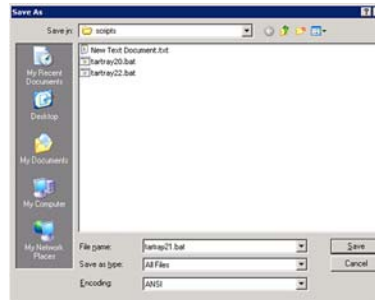 Save As
Save in:
scripts
New Text Document.txt
tartray20.bat
tartray22.bat
My Recent
Documents
Desktop
My Documents
My Computer
My Network
Places
File name:
tartray21.bat
Save
Save as type:
All Files
Cancel
Encoding:
ANSI